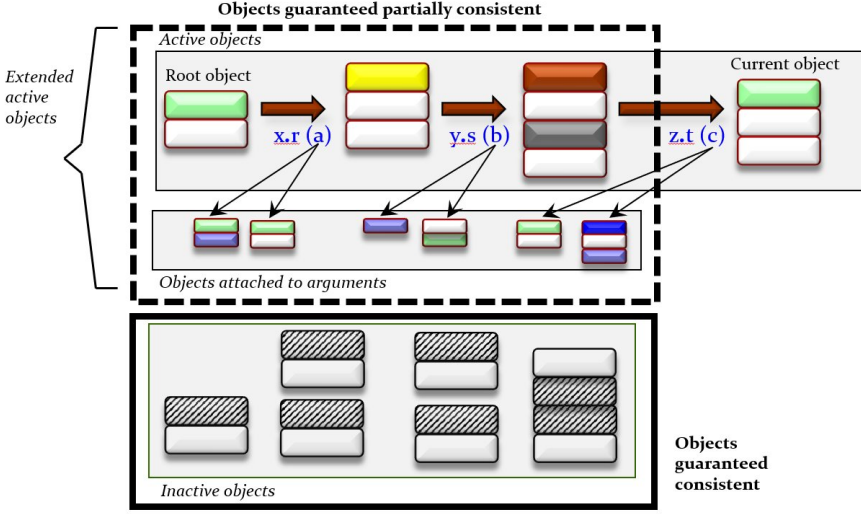 Objects guaranteed partially consistent
Active objects
Extended
active
objects
Root object
Current object
x.r (a)
y.s (b)
z.t (c)
Objects attached to arguments
Objects
guaranteed
consistent
Inactive objects